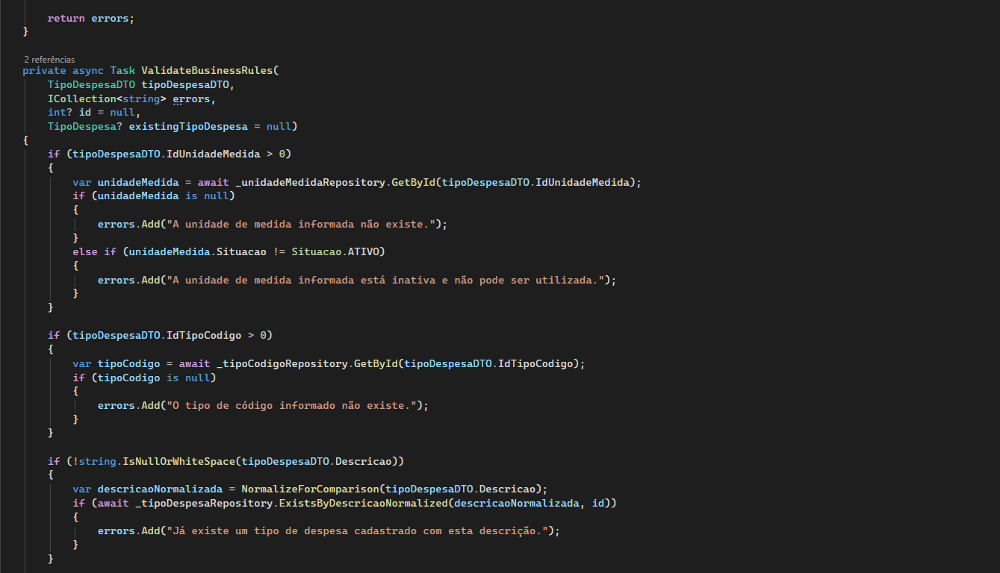 return errors;
}
2 referências
private async Task ValidateBusinessRules(
TipoDespesaDTO tipoDespesaDTO,
ICollection<string> errors,
int? id = null,
TipoDespesa? existingTipoDespesa = null)
{
if (tipoDespesaDTO.IdUnidadeMedida > 0)
{
var unidadeMedida = await _unidadeMedidaRepository.GetById(tipoDespesaDTO.IdUnidadeMedida);
if (unidadeMedida is null)
{
errors.Add("A unidade de medida informada não existe.");
}
else if (unidadeMedida.Situacao != Situacao.ATIVO)
{
errors.Add("A unidade de medida informada está inativa e não pode ser utilizada.");
}
}
if (tipoDespesaDTO.IdTipoCodigo > 0)
{
var tipoCodigo = await _tipoCodigoRepository.GetById(tipoDespesaDTO.IdTipoCodigo);
if (tipoCodigo is null)
{
errors.Add("O tipo de código informado não existe.");
}
}
if (!string.IsNullOrWhiteSpace(tipoDespesaDTO.Descricao))
{
var descricaoNormalizada = NormalizeForComparison(tipoDespesaDTO.Descricao);
if (await _tipoDespesaRepository.ExistsByDescricaoNormalized(descricaoNormalizada, id))
{
errors.Add("Já existe um tipo de despesa cadastrado com esta descrição.");
}
}